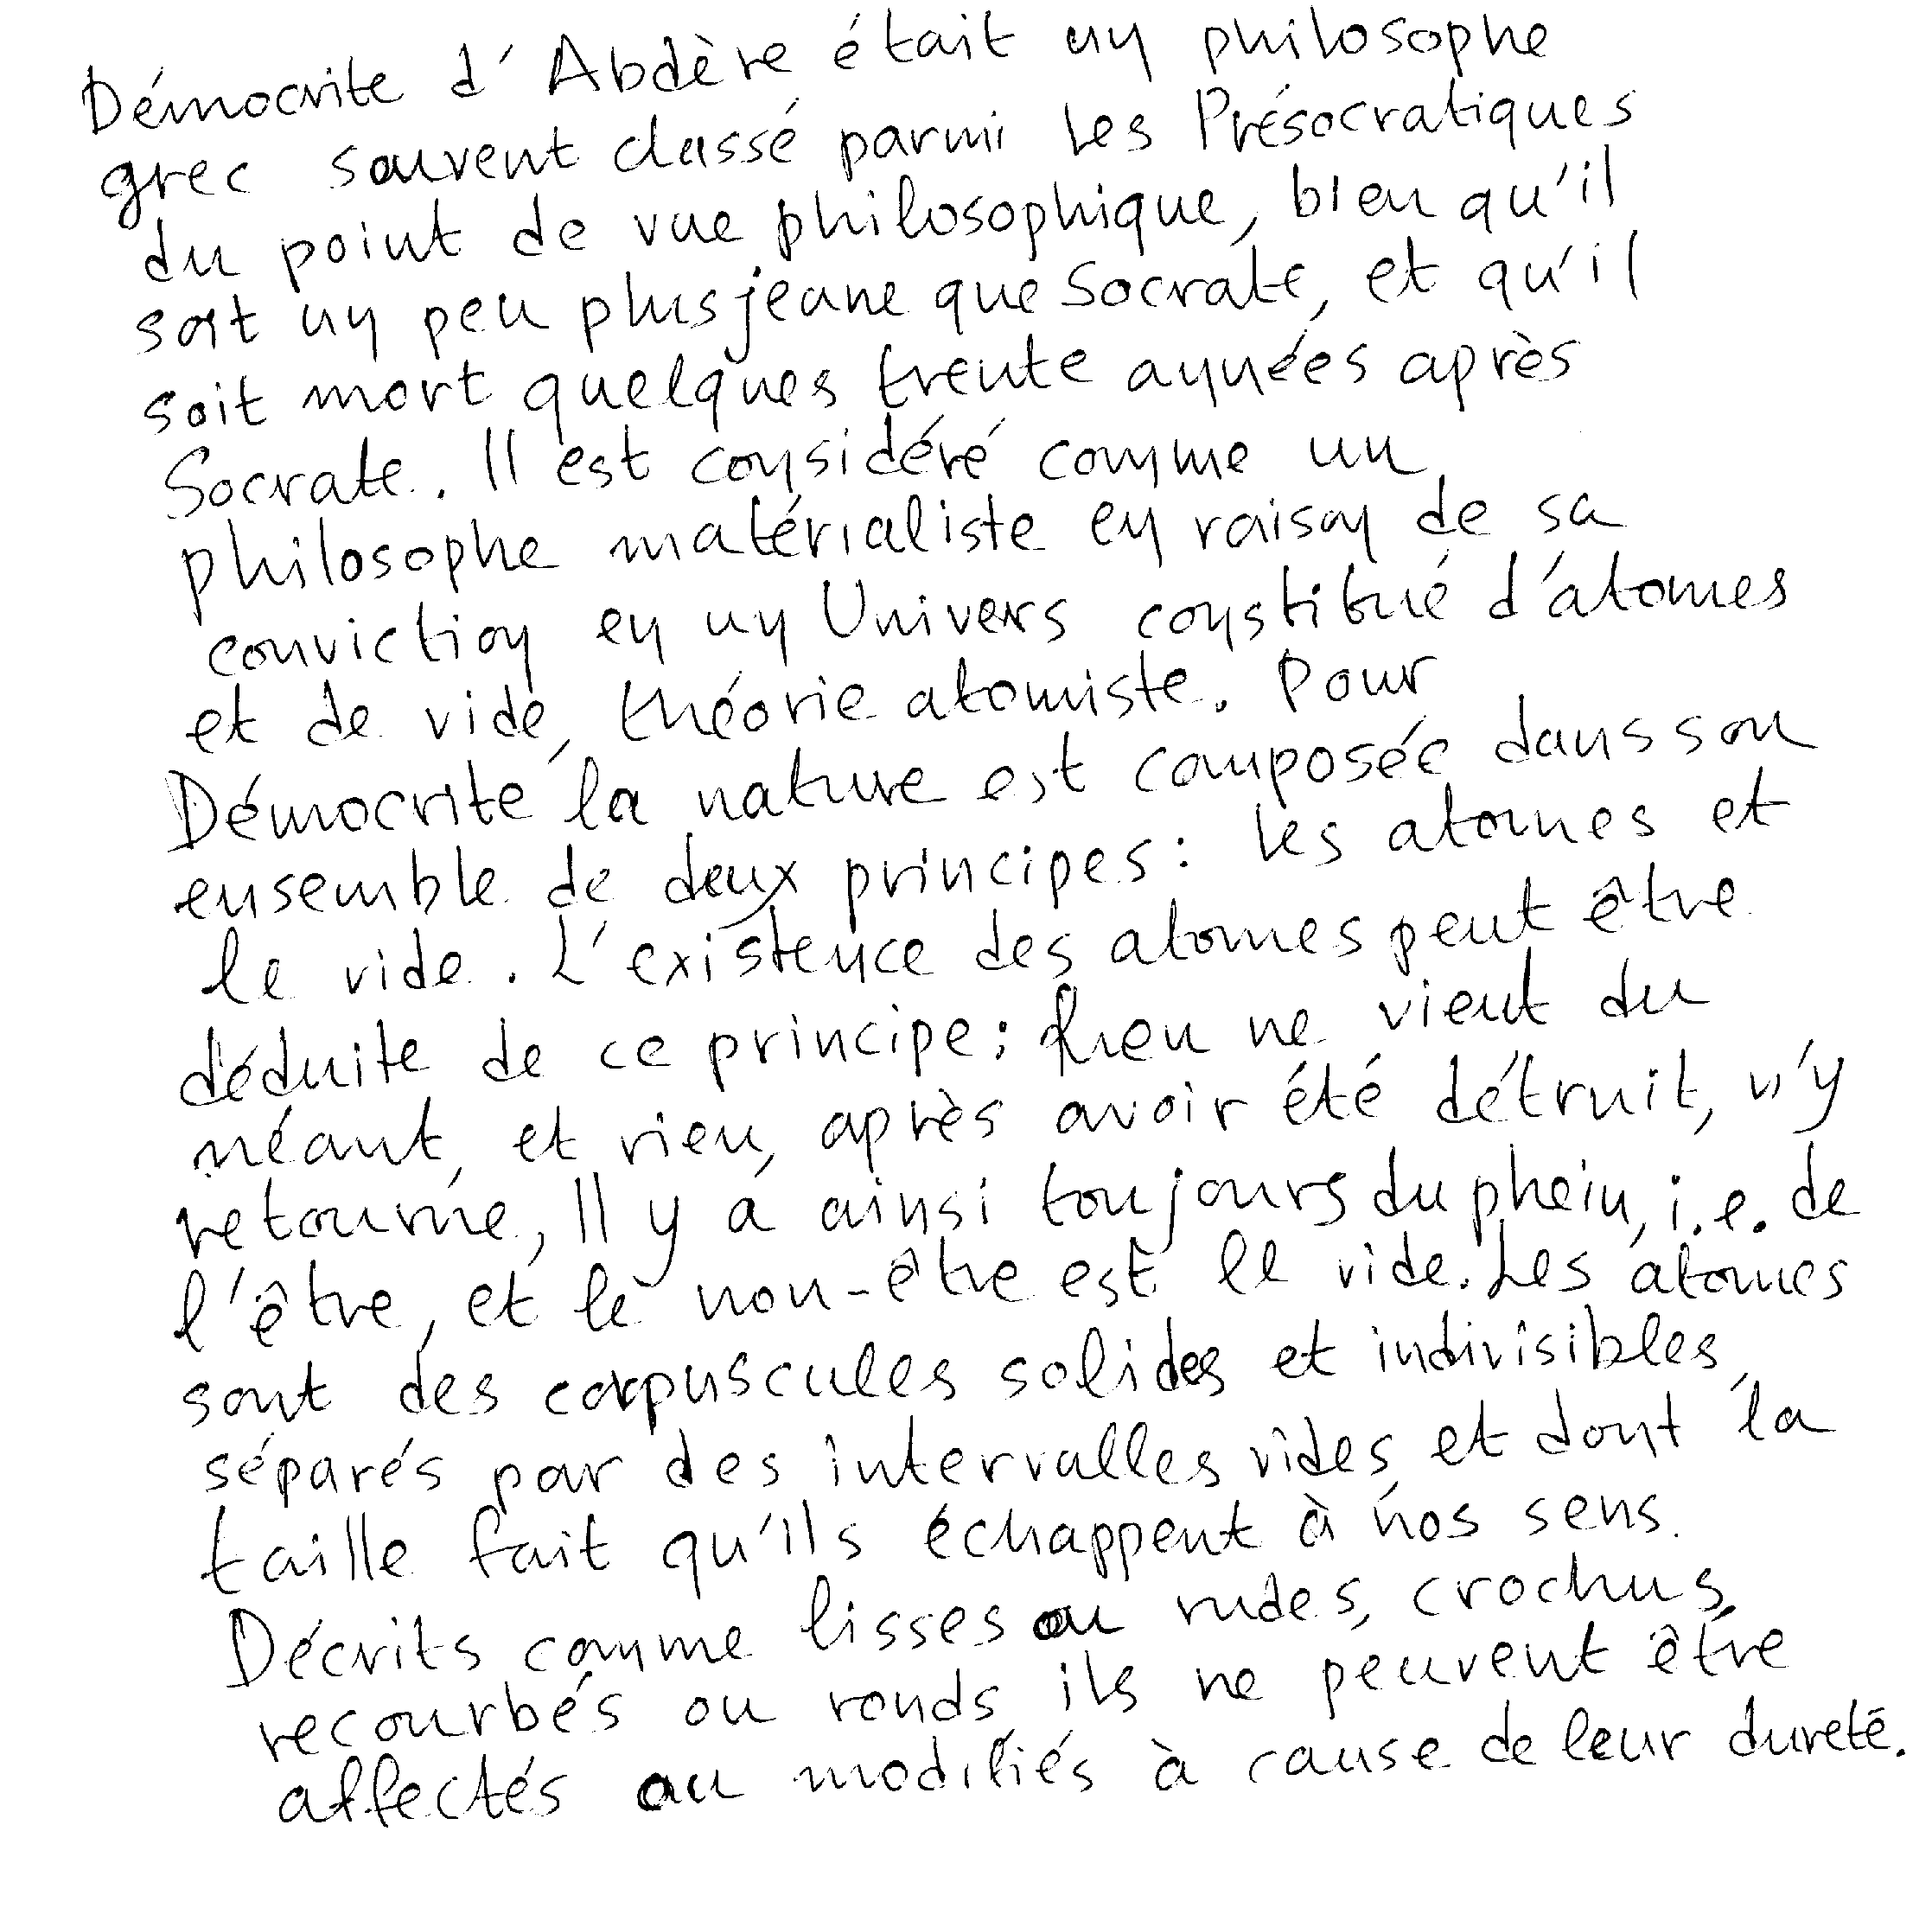 Démocrite d'Abdère était un philosophe
grec souvent classé parmi les Présocratiques
du point de vue philosophique, bien qu'il
soit un peu plus jeune que Socrate, et qu'il
soit mort quelques trente années après
Socrate. Il est considéré comme un
philosophe matérialiste en raison de sa
conviction en un Univers constitué d'atomes
et de vide, théorie atomiste. Pour
Démocrite la nature est composée dans son
ensemble de deux principes: les atomes et
le vide. L'existence des atomes peut être
déduite de ce principe: Rien ne vient du
néant, et rien, après avoir été détruit, n'y
retourne, Il y a ainsi toujours du plein, i.e. de
l'être, et le non-être est le vide. Les atomes
sont des corpuscules solides et indivisibles,
séparés par des intervalles vides, et dont la
taille fait qu'ils échappent à nos sens.
Décrits comme lisses ou rudes, crochus,
recourbés ou ronds, ils ne peuvent être
affectés ou modifiés à cause de leur dureté.